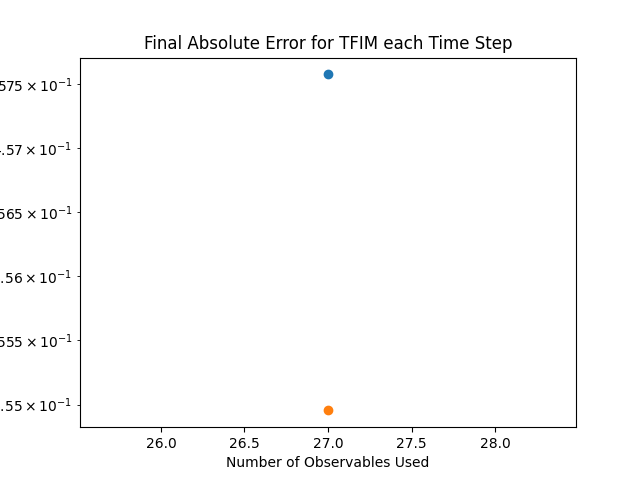 Final Absolute Error for TFIM each Time Step
575 × 10⁻¹
.57 × 10⁻¹
565 × 10⁻¹
.56 × 10⁻¹
555 × 10⁻¹
.55 × 10⁻¹
26.0 26.5 27.0 27.5 28.0
Number of Observables Used